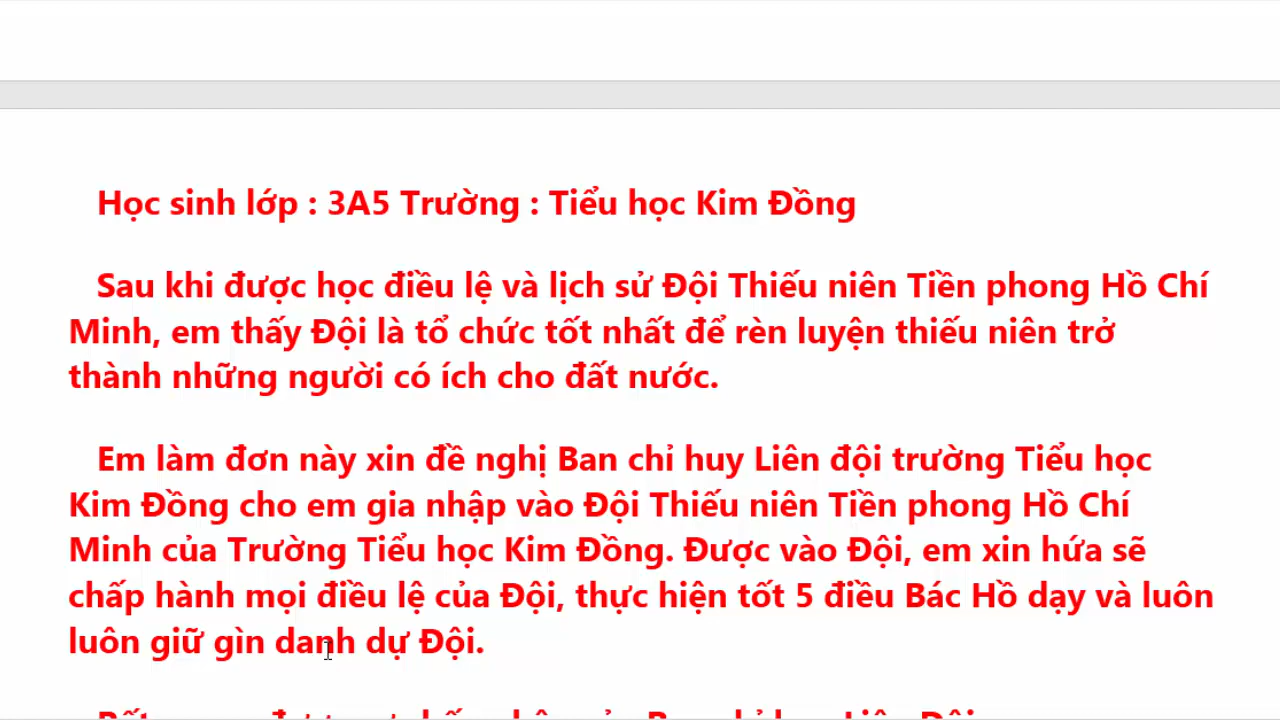 Học sinh lớp : 3A5 Trường : Tiểu học Kim Đồng
Sau khi được học điều lệ và lịch sử Đội Thiếu niên Tiền phong Hồ Chí
Minh, em thấy Đội là tổ chức tốt nhất để rèn luyện thiếu niên trở
thành những người có ích cho đất nước.
Em làm đơn này xin đề nghị Ban chỉ huy Liên đội trường Tiểu học
Kim Đồng cho em gia nhập vào Đội Thiếu niên Tiền phong Hồ Chí
Minh của Trường Tiểu học Kim Đồng. Được vào Đội, em xin hứa sẽ
chấp hành mọi điều lệ của Đội, thực hiện tốt 5 điều Bác Hồ dạy và luôn
luôn giữ gìn danh dự Đội.